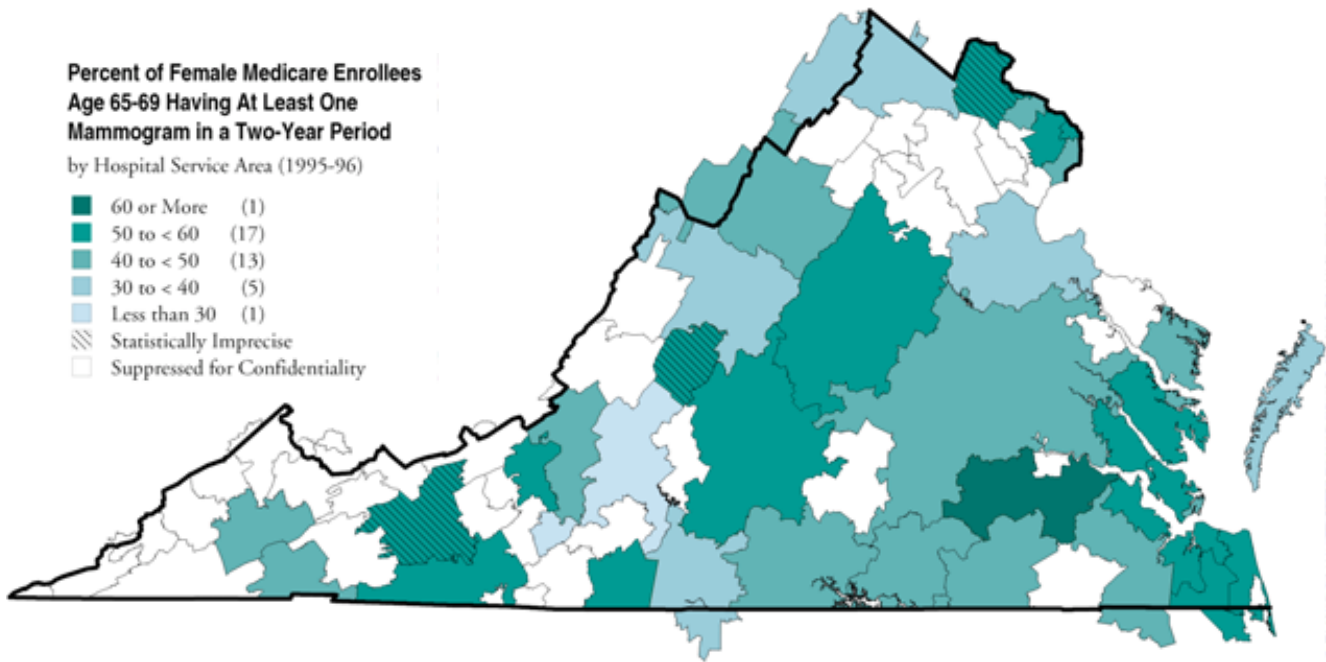 Percent of Female Medicare Enrollees
Age 65-69 Having At Least One
Mammogram in a Two-Year Period
by Hospital Service Area (1995-96)
60 or More (1)
50 to < 60 (17)
40 to < 50 (13)
30 to < 40 (5)
Less than 30 (1)
Statistically Imprecise
Suppressed for Confidentiality